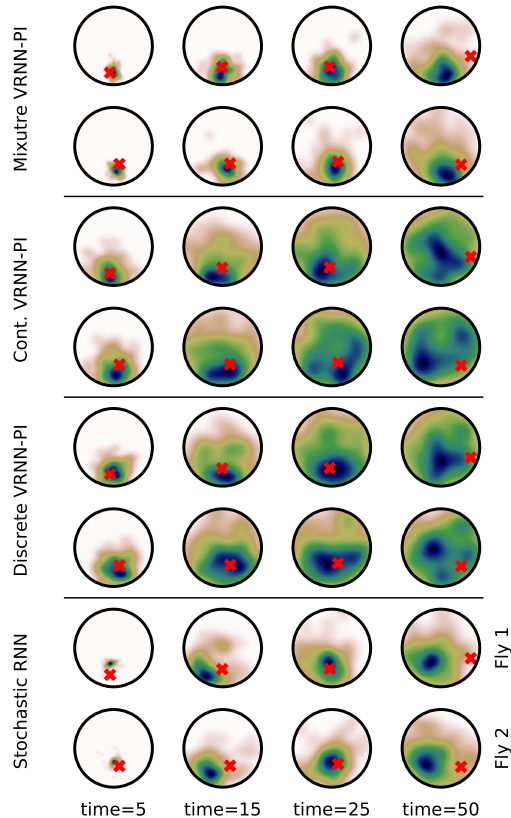 Mixutre VRNN-PI
Cont. VRNN-PI
Discrete VRNN-PI
Stochastic RNN
Fly 1
Fly 2
time=5
time=15
time=25
time=50